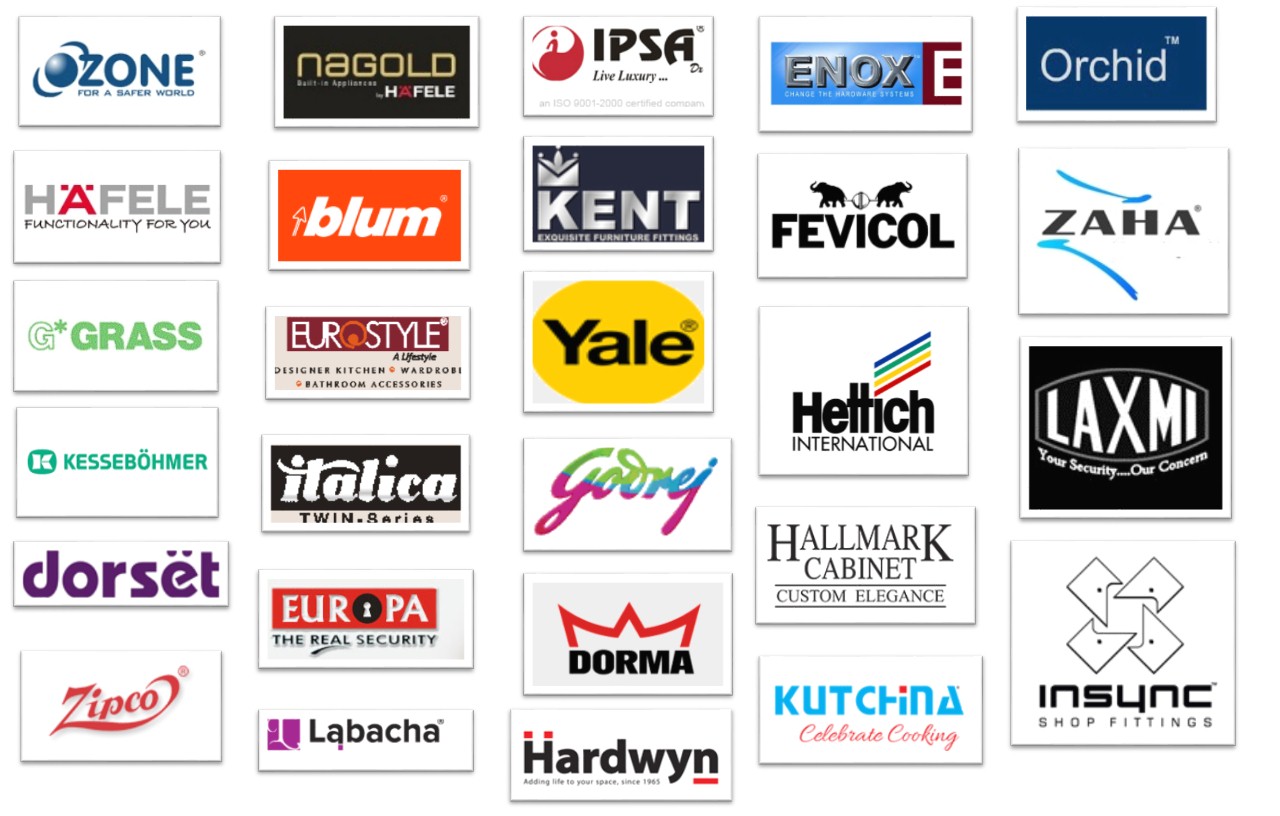 OZONE®
FOR A SAFER WORLD
HÄFELE
FUNCTIONALITY FOR YOU
G*GRASS
KESSEBÖHMER
dorsët
Zipco®
NAGOLD
Built-in Appliances
by HÄFELE
blum®
EUROSTYLE®
A Lifestyle
DESIGNER KITCHEN WARDROBE
BATHROOM ACCESSORIES
italica
TWIN-Series
EUROPA
THE REAL SECURITY
Labacha®
IPSA®
Live Luxury ...
an ISO 9001-2000 certified company
KENT
EXQUISITE FURNITURE FITTINGS
Yale®
Godrej
DORMA
Hardwyn
Adding life to your space, since 1965
ENOX E
CHANGE THE HARDWARE SYSTEMS
FEVICOL
Hettich
INTERNATIONAL
HALLMARK
CABINET
CUSTOM ELEGANCE
KUTCHINA
Celebrate Cooking
Orchid™
ZAHA®
LAXMI
Your Security....Our Concern
INSYNC™
SHOP FITTINGS